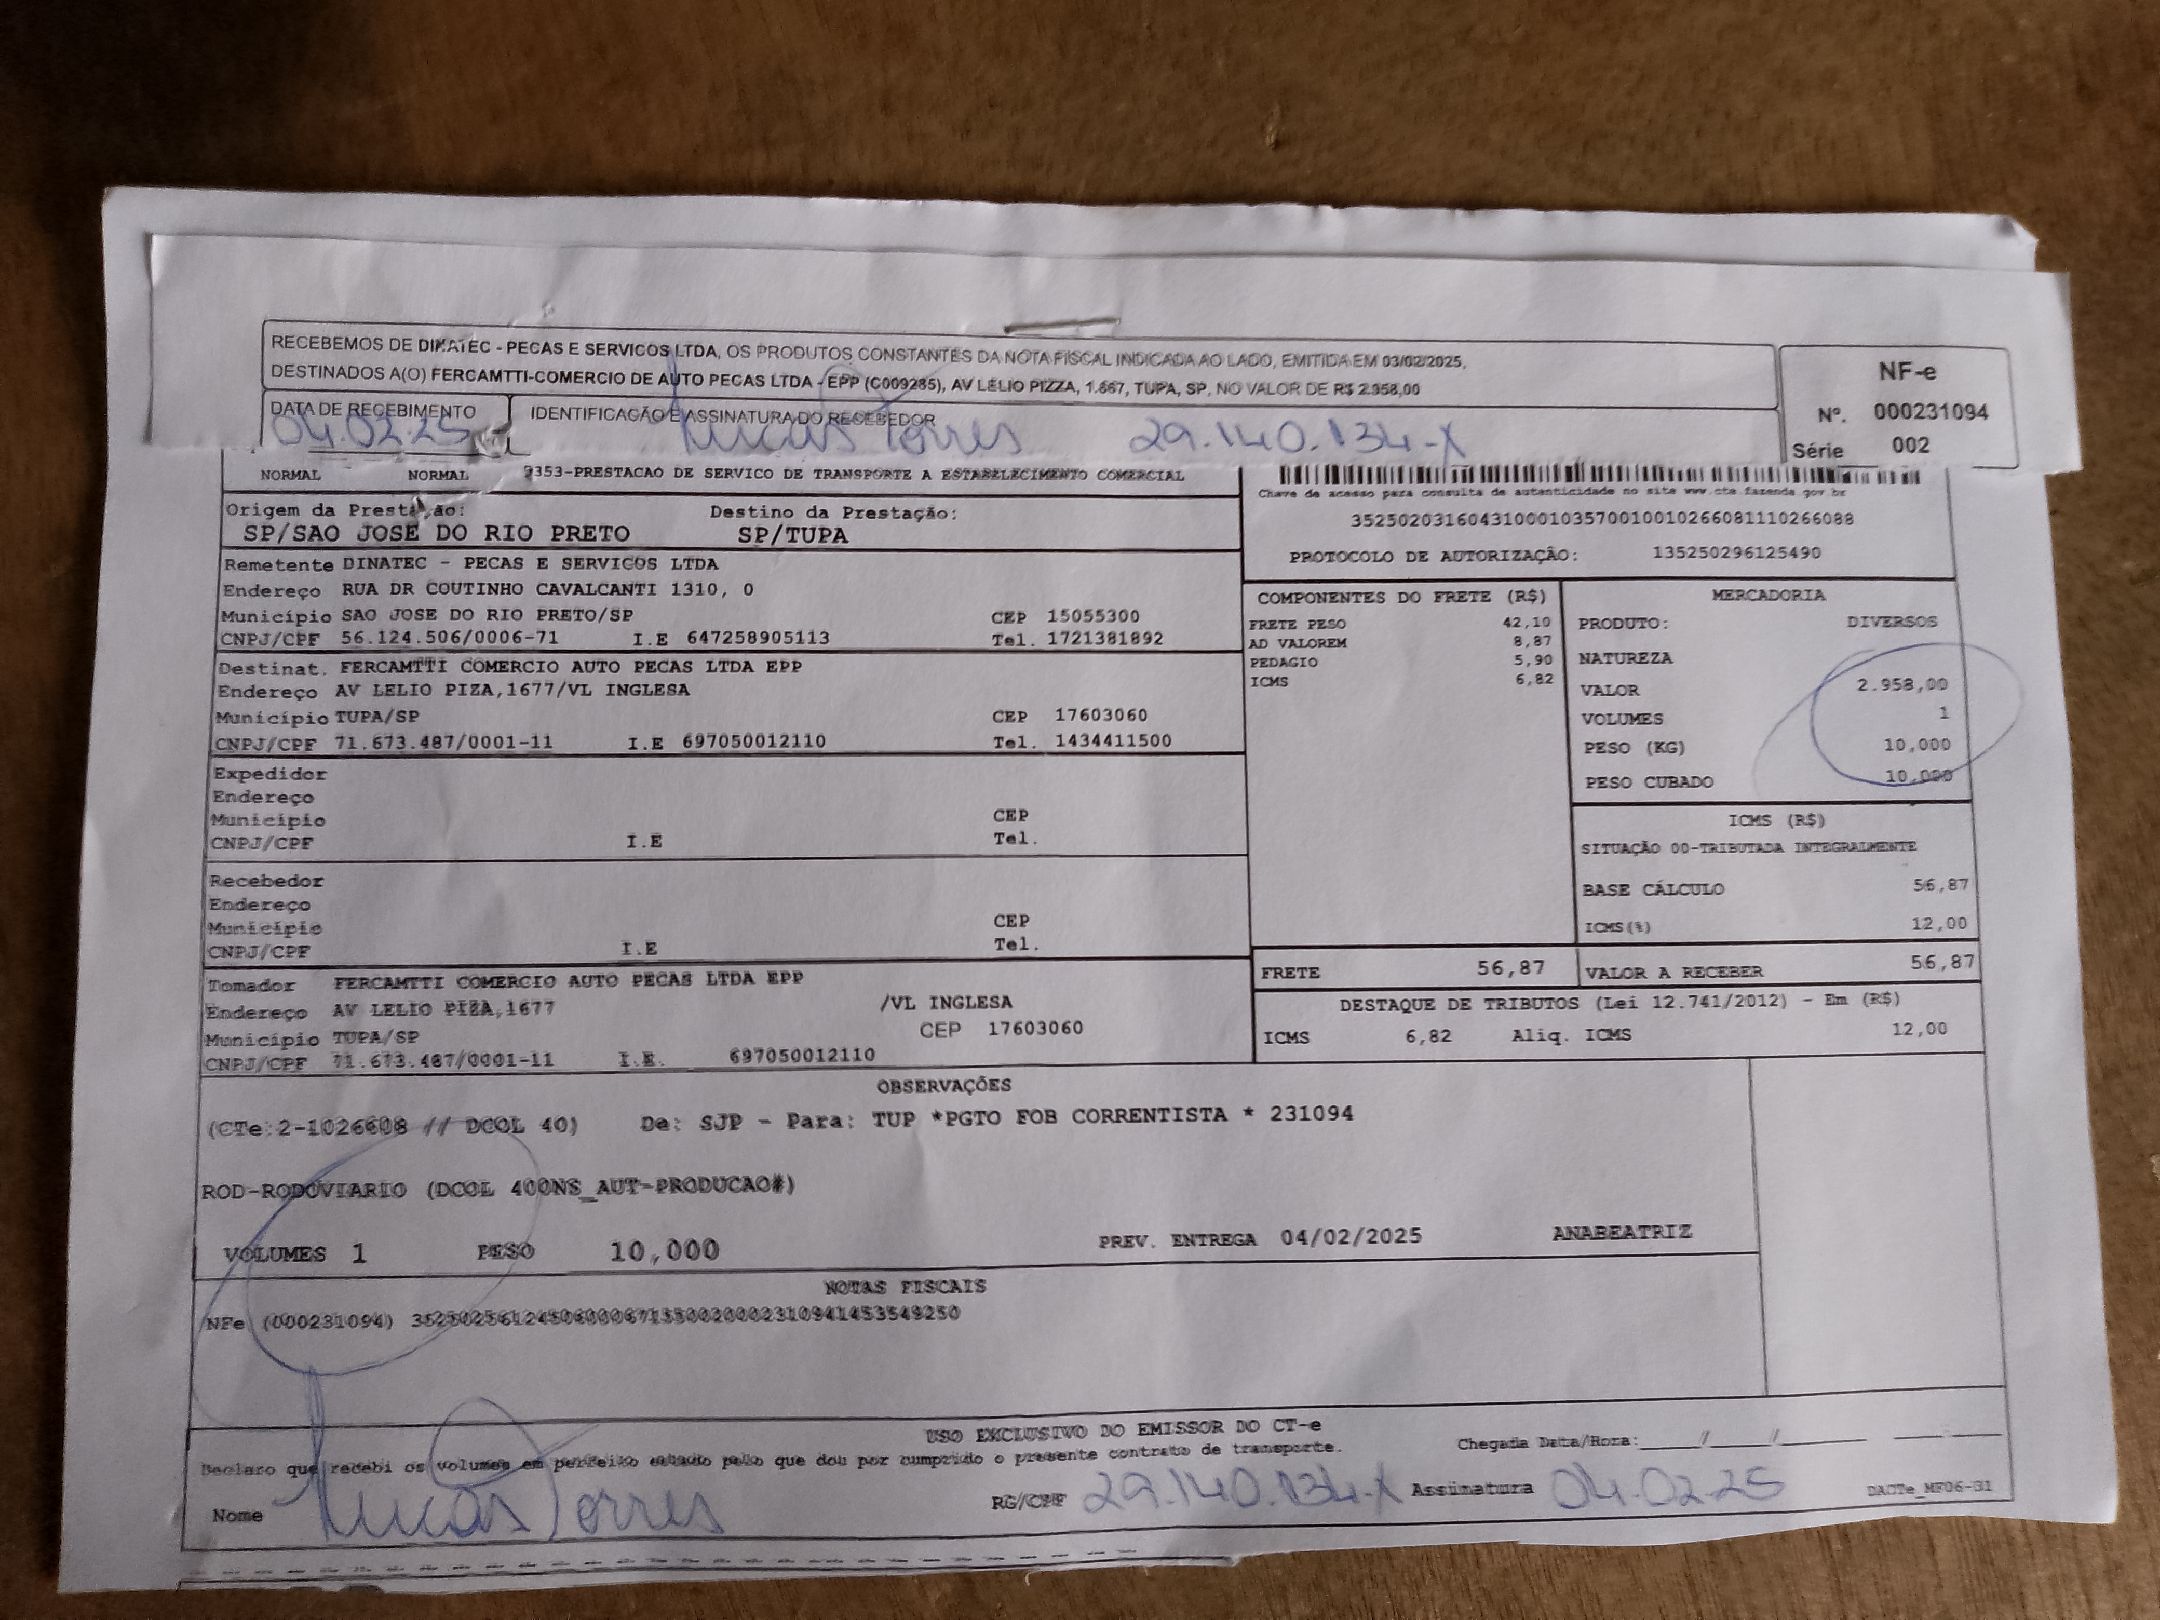 RECEBEMOS DE DINATEC - PECAS E SERVICOS LTDA, OS PRODUTOS CONSTANTES DA NOTA FISCAL INDICADA AO LADO, EMITIDA EM 03/02/2025,
DESTINADOS A(O) FERCAMTTI-COMERCIO DE AUTO PECAS LTDA - EPP (C009285), AV LELIO PIZZA, 1.667, TUPA, SP, NO VALOR DE R$ 2.958,00
DATA DE RECEBIMENTO IDENTIFICAÇÃO E ASSINATURA DO RECEBEDOR
04.02.25 Lucas Torres 29.140.134-X
NF-e
Nº. 000231094
Série 002
NORMAL NORMAL 5353-PRESTACAO DE SERVICO DE TRANSPORTE A ESTABELECIMENTO COMERCIAL
Chave de acesso para consulta de autenticidade no site www.cte.fazenda gov br
35250203160431000103570010010266081110266088
PROTOCOLO DE AUTORIZAÇÃO: 135250296125490
Origem da Prestação: Destino da Prestação:
SP/SAO JOSE DO RIO PRETO SP/TUPA
Remetente DINATEC - PECAS E SERVICOS LTDA
Endereço RUA DR COUTINHO CAVALCANTI 1310, 0
Município SAO JOSE DO RIO PRETO/SP CEP 15055300
CNPJ/CPF 56.124.506/0006-71 I.E 647258905113 Tel. 1721381892
Destinat. FERCAMTTI COMERCIO AUTO PECAS LTDA EPP
Endereço AV LELIO PIZA,1677/VL INGLESA
Município TUPA/SP CEP 17603060
CNPJ/CPF 71.673.487/0001-11 I.E 697050012110 Tel. 1434411500
Expedidor
Endereço
Município CEP
CNPJ/CPF I.E Tel.
Recebedor
Endereço
Município CEP
CNPJ/CPF I.E Tel.
Tomador FERCAMTTI COMERCIO AUTO PECAS LTDA EPP
Endereço AV LELIO PIZA,1677 /VL INGLESA
Município TUPA/SP CEP 17603060
CNPJ/CPF 71.673.487/0001-11 I.E. 697050012110
COMPONENTES DO FRETE (R$)
FRETE PESO 42,10
AD VALOREM 8,87
PEDAGIO 5,90
ICMS 6,82
MERCADORIA
PRODUTO: DIVERSOS
NATUREZA
VALOR 2.958,00
VOLUMES 1
PESO (KG) 10,000
PESO CUBADO 10,000
ICMS (R$)
SITUAÇÃO 00-TRIBUTADA INTEGRALMENTE
BASE CÁLCULO 56,87
ICMS(%) 12,00
FRETE 56,87 VALOR A RECEBER 56,87
DESTAQUE DE TRIBUTOS (Lei 12.741/2012) - Em (R$)
ICMS 6,82 Aliq. ICMS 12,00
OBSERVAÇÕES
(CTe:2-1026608 // DCOL 40) De: SJP - Para: TUP *PGTO FOB CORRENTISTA * 231094
ROD-RODOVIARIO (DCOL 400NS_AUT-PRODUCAO#)
VOLUMES 1 PESO 10,000 PREV. ENTREGA 04/02/2025 ANABEATRIZ
NOTAS FISCAIS
NFe (000231094) 35250256124506000671550020002310941453549250
USO EXCLUSIVO DO EMISSOR DO CT-e
Declaro que recebi os volumes em perfeito estado pelo que dou por cumprido o presente contrato de transporte. Chegada Data/Hora:____/____/____
Nome Lucas Torres RG/CPF 29.140.134-X Assinatura 04.02.25 DACTe_MF06-S1